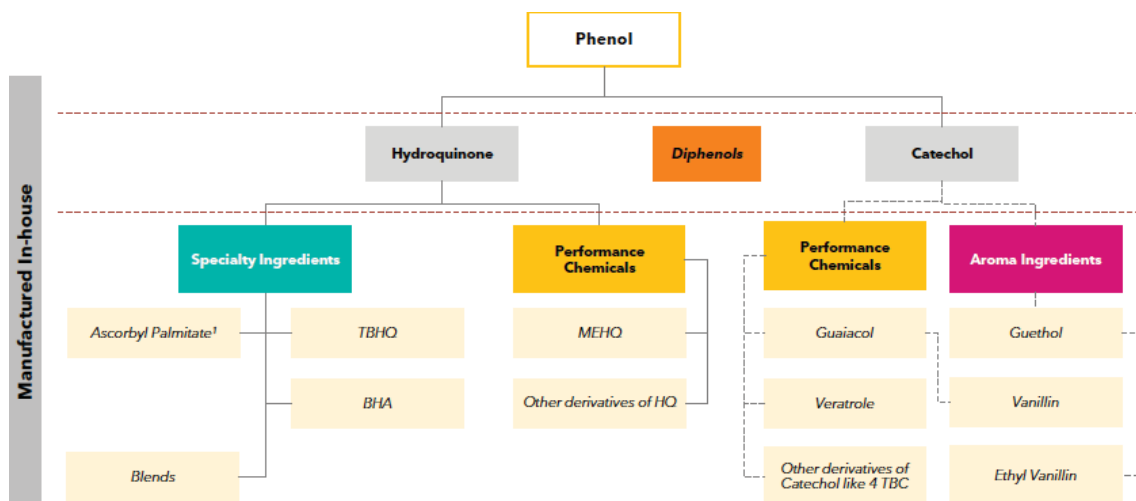 Phenol
Manufactured In-house
Hydroquinone
Diphenols
Catechol
Specialty Ingredients
Performance
Chemicals
Performance
Chemicals
Aroma Ingredients
Ascorbyl Palmitate¹
TBHQ
MEHQ
Guaiacol
Guethol
BHA
Other derivatives of HQ
Veratrole
Vanillin
Blends
Other derivatives of
Catechol like 4 TBC
Ethyl Vanillin